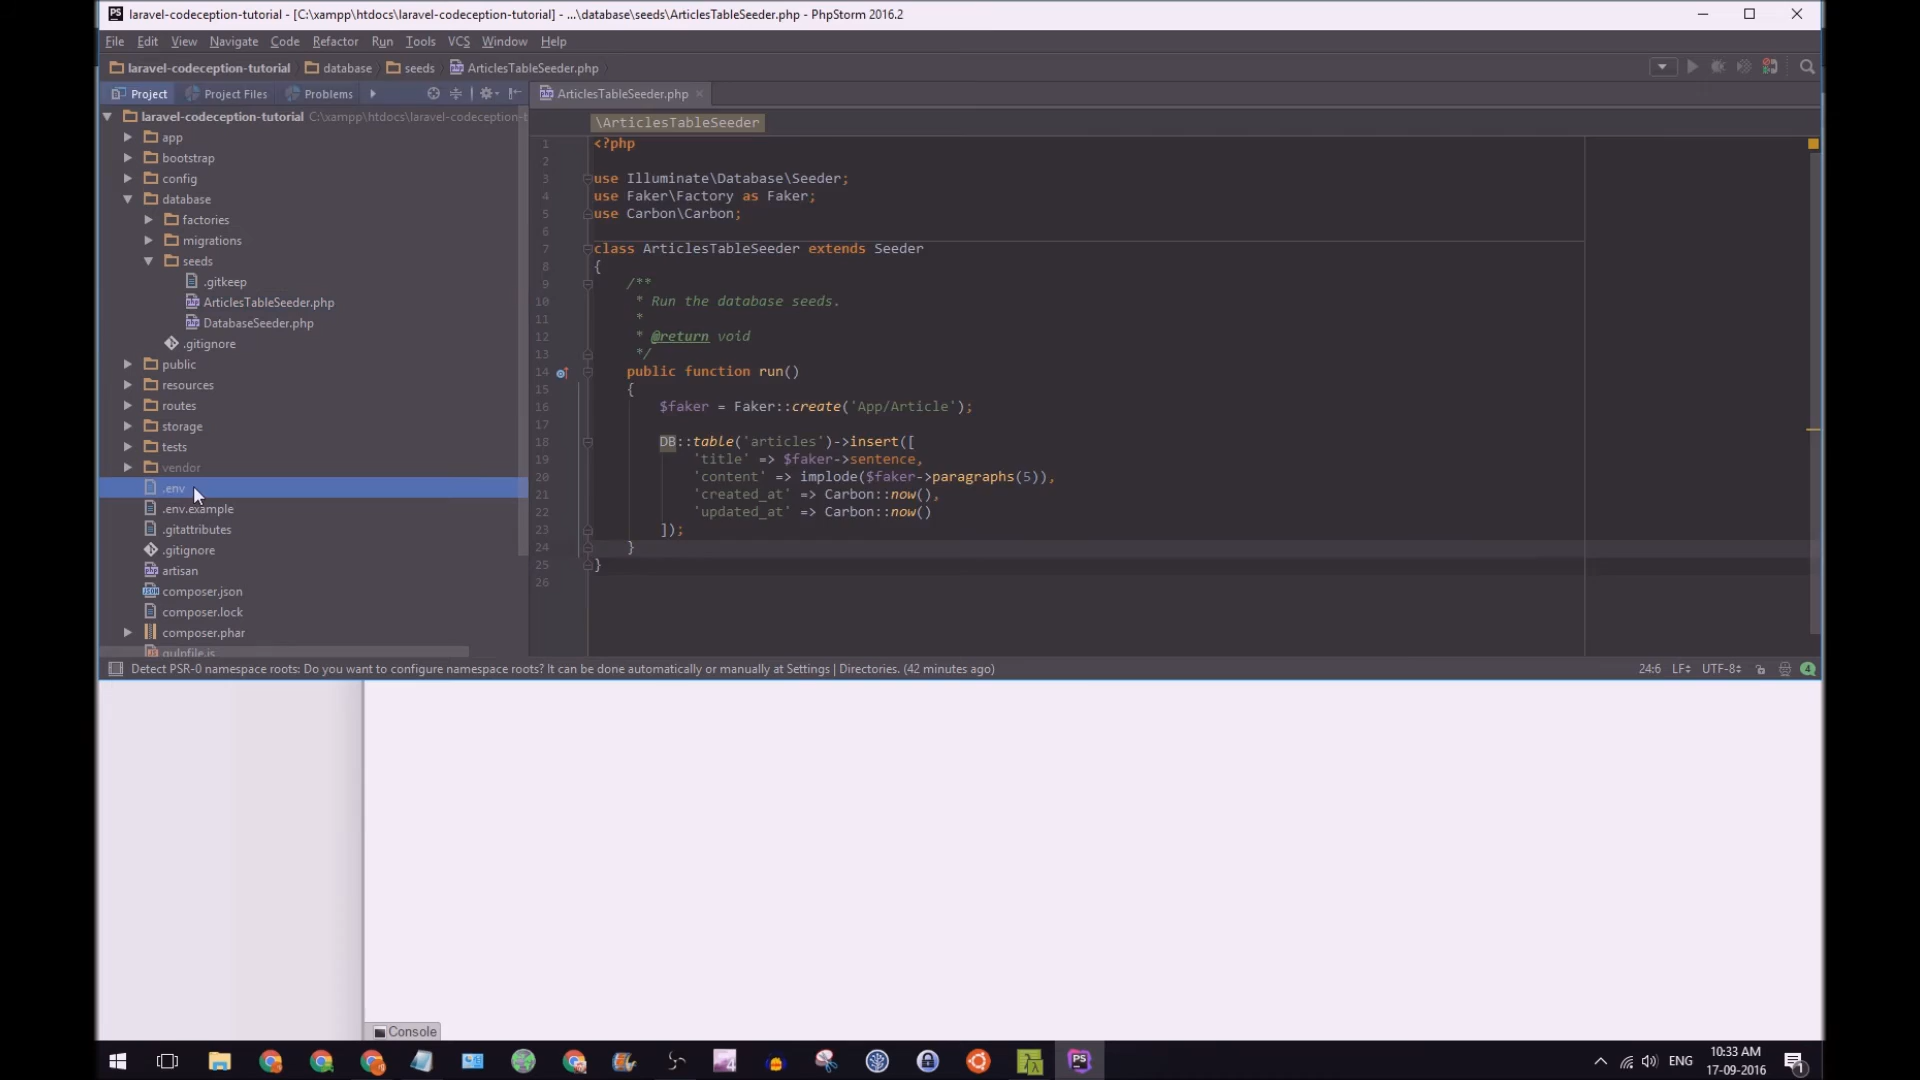 laravel-codeception-tutorial - [C:\xampp\htdocs\laravel-codeception-tutorial] - ...\database\seeds\ArticlesTableSeeder.php - PhpStorm 2016.2
File Edit View Navigate Code Refactor Run Tools VCS Window Help
laravel-codeception-tutorial database seeds ArticlesTableSeeder.php
Project Project Files Problems
ArticlesTableSeeder.php
laravel-codeception-tutorial C:\xampp\htdocs\laravel-codeception-t
app
bootstrap
config
database
factories
migrations
seeds
.gitkeep
ArticlesTableSeeder.php
DatabaseSeeder.php
.gitignore
public
resources
routes
storage
tests
vendor
.env
.env.example
.gitattributes
.gitignore
artisan
composer.json
composer.lock
composer.phar
gulpfile.js
\ArticlesTableSeeder
1 <?php
2
3 use Illuminate\Database\Seeder;
4 use Faker\Factory as Faker;
5 use Carbon\Carbon;
6
7 class ArticlesTableSeeder extends Seeder
8 {
9 /**
10 * Run the database seeds.
11 *
12 * @return void
13 */
14 public function run()
15 {
16 $faker = Faker::create('App/Article');
17
18 DB::table('articles')->insert([
19 'title' => $faker->sentence,
20 'content' => implode($faker->paragraphs(5)),
21 'created_at' => Carbon::now(),
22 'updated_at' => Carbon::now()
23 ]);
24 }
25 }
26
Detect PSR-0 namespace roots: Do you want to configure namespace roots? It can be done automatically or manually at Settings | Directories. (42 minutes ago)
24:6 LF UTF-8 4
Console
ENG 10:33 AM
17-09-2016
1